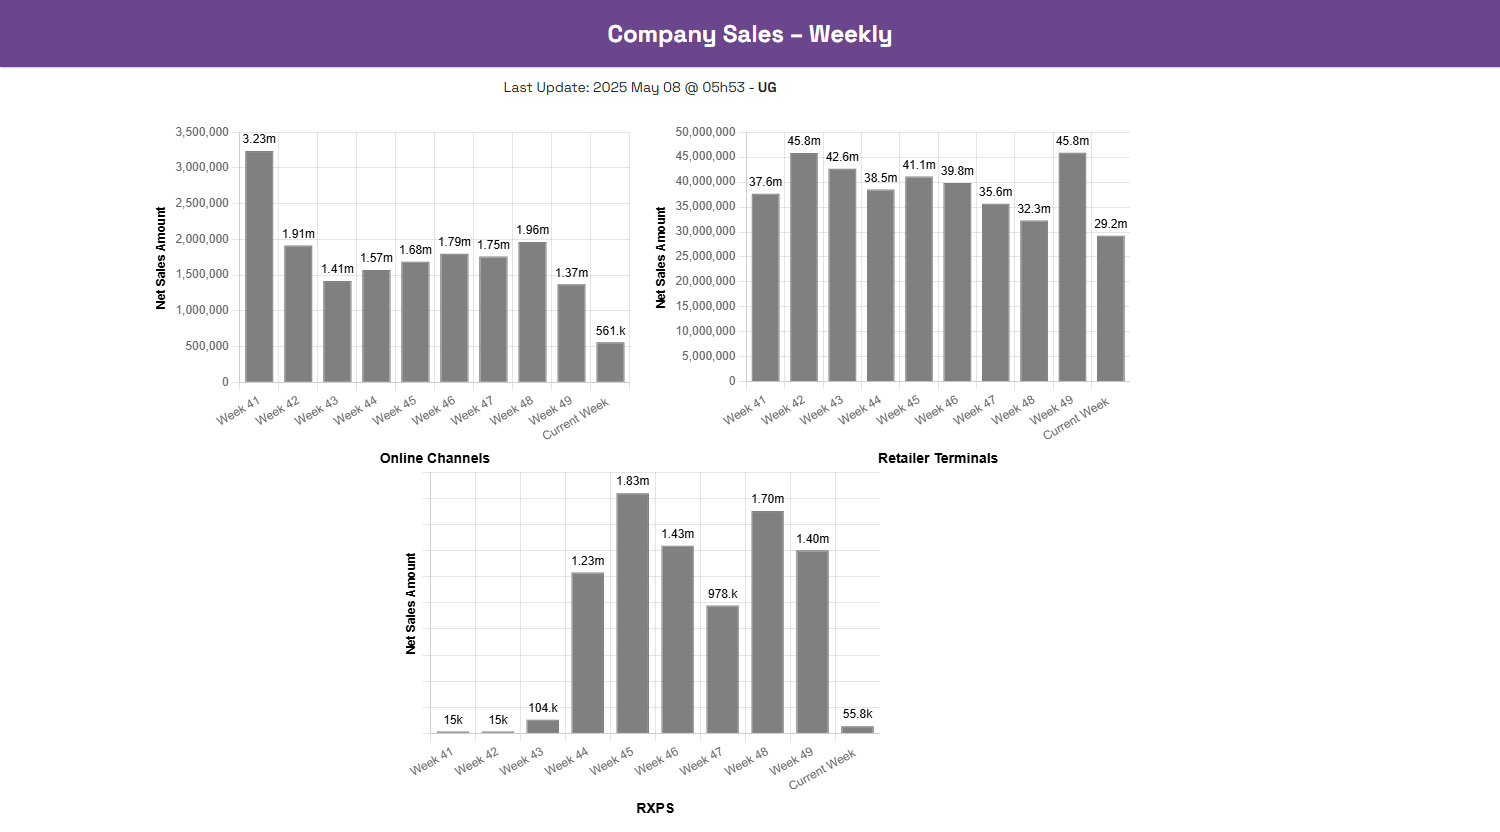 Company Sales – Weekly
Last Update: 2025 May 08 @ 05h53 - UG
Net Sales Amount
3,500,000
3,000,000
2,500,000
2,000,000
1,500,000
1,000,000
500,000
0
3.23m
1.91m
1.41m
1.57m
1.68m
1.79m
1.75m
1.96m
1.37m
561.k
Week 41
Week 42
Week 43
Week 44
Week 45
Week 46
Week 47
Week 48
Week 49
Current Week
Online Channels
Net Sales Amount
50,000,000
45,000,000
40,000,000
35,000,000
30,000,000
25,000,000
20,000,000
15,000,000
10,000,000
5,000,000
0
37.6m
45.8m
42.6m
38.5m
41.1m
39.8m
35.6m
32.3m
45.8m
29.2m
Week 41
Week 42
Week 43
Week 44
Week 45
Week 46
Week 47
Week 48
Week 49
Current Week
Retailer Terminals
Net Sales Amount
15k
15k
104.k
1.23m
1.83m
1.43m
978.k
1.70m
1.40m
55.8k
Week 41
Week 42
Week 43
Week 44
Week 45
Week 46
Week 47
Week 48
Week 49
Current Week
RXPS